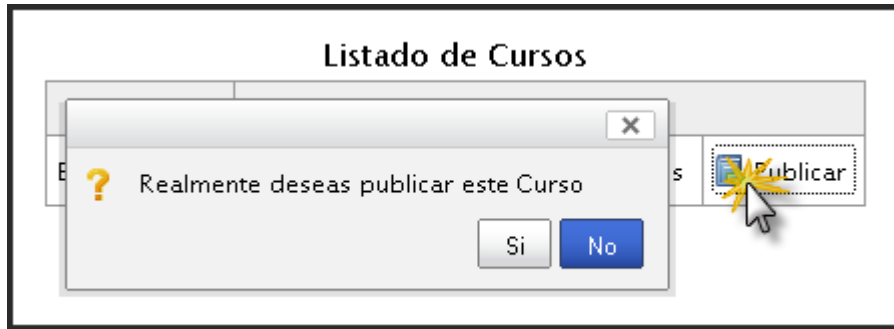 Listado de Cursos
Realmente deseas publicar este Curso
Publicar
Si
No